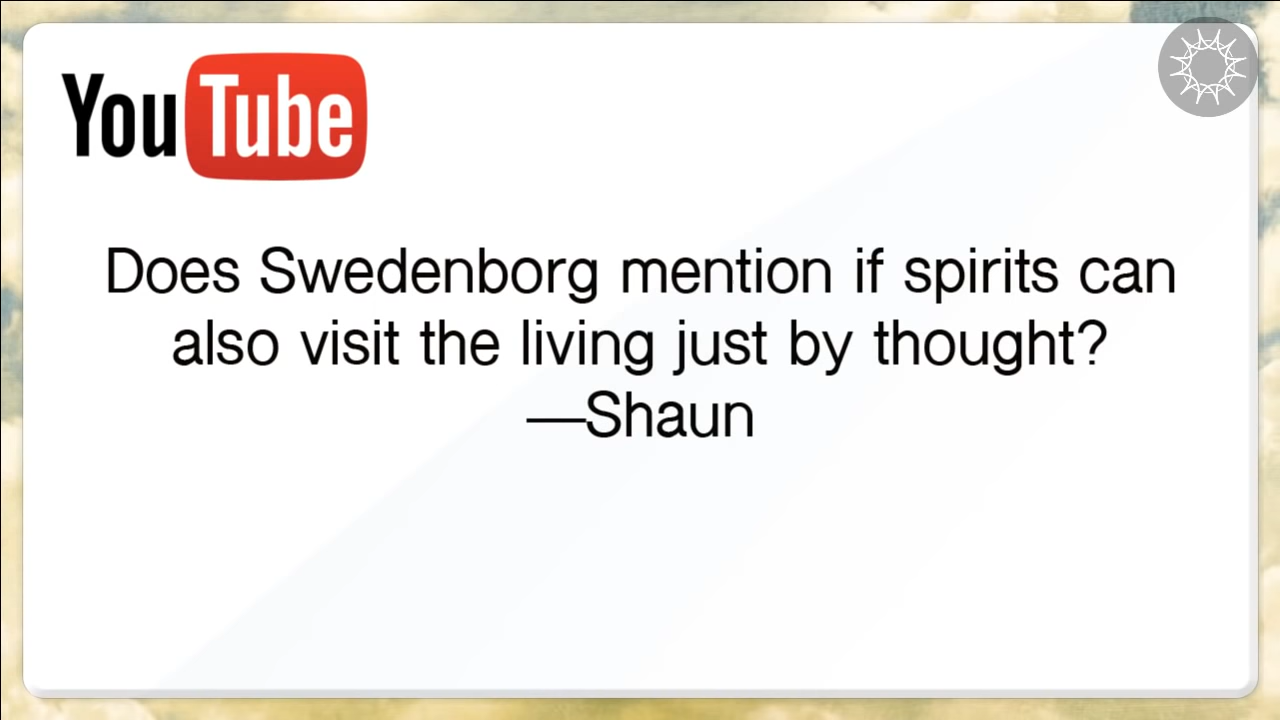 YouTube
Does Swedenborg mention if spirits can
also visit the living just by thought?
—Shaun